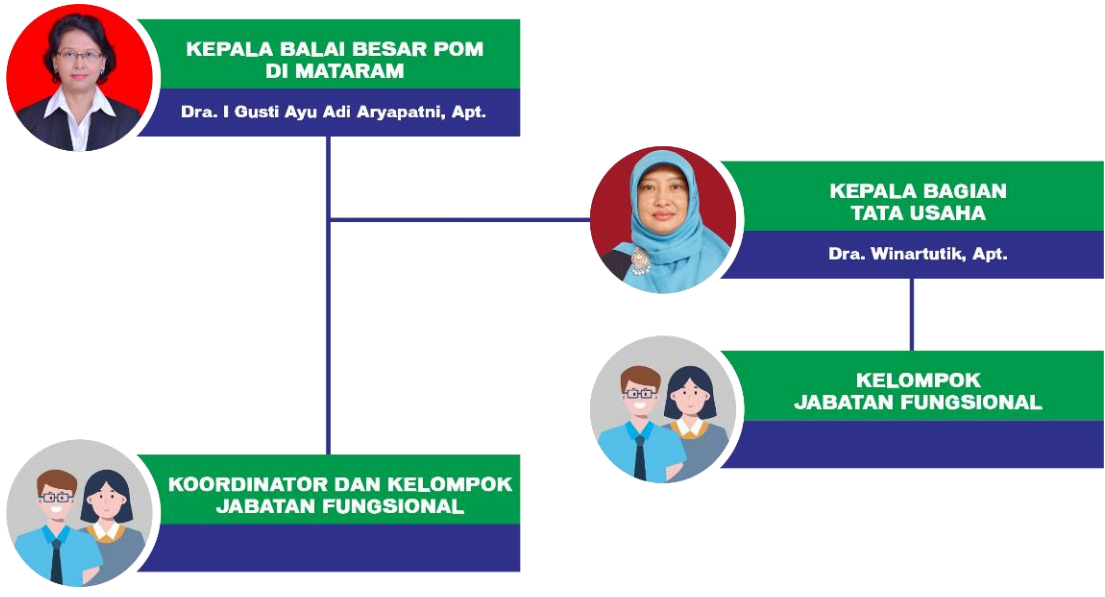 KEPALA BALAI BESAR POM
DI MATARAM
Dra. I Gusti Ayu Adi Aryapatni, Apt.
KEPALA BAGIAN
TATA USAHA
Dra. Winartutik, Apt.
KELOMPOK
JABATAN FUNGSIONAL
KOORDINATOR DAN KELOMPOK
JABATAN FUNGSIONAL